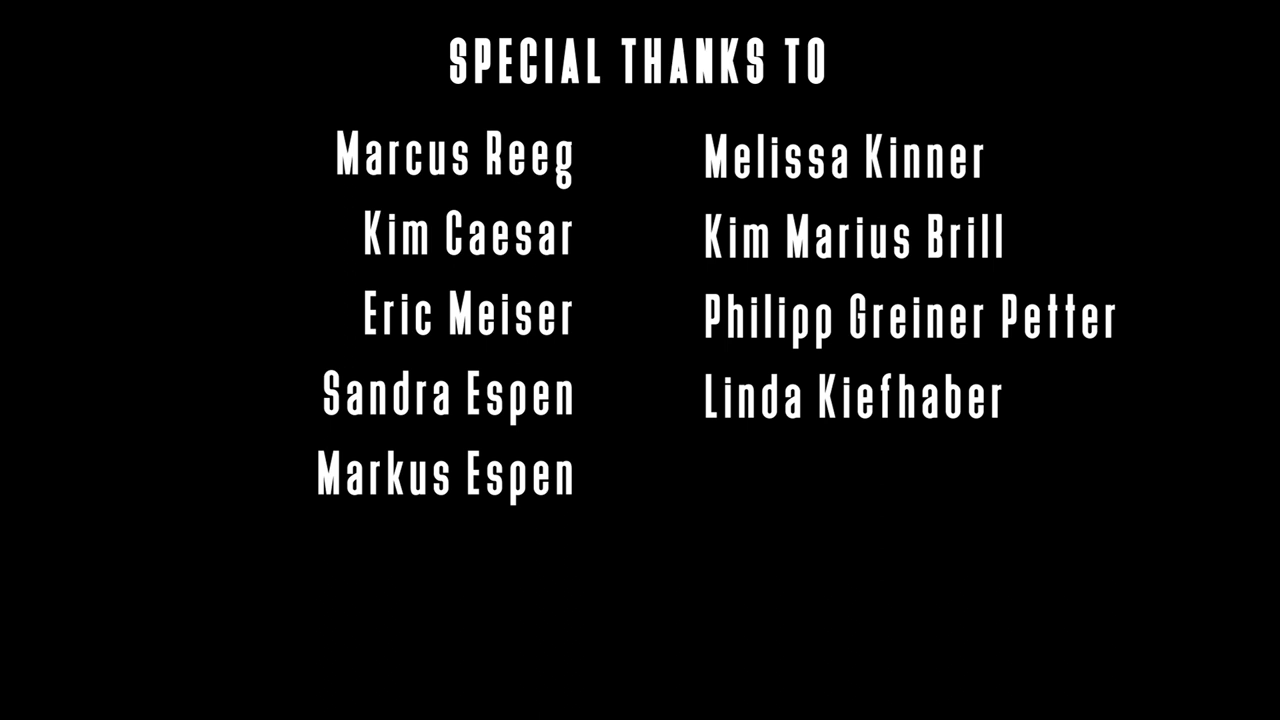 SPECIAL THANKS TO
Marcus Reeg
Kim Caesar
Eric Meiser
Sandra Espen
Markus Espen
Melissa Kinner
Kim Marius Brill
Philipp Greiner Petter
Linda Kiefhaber